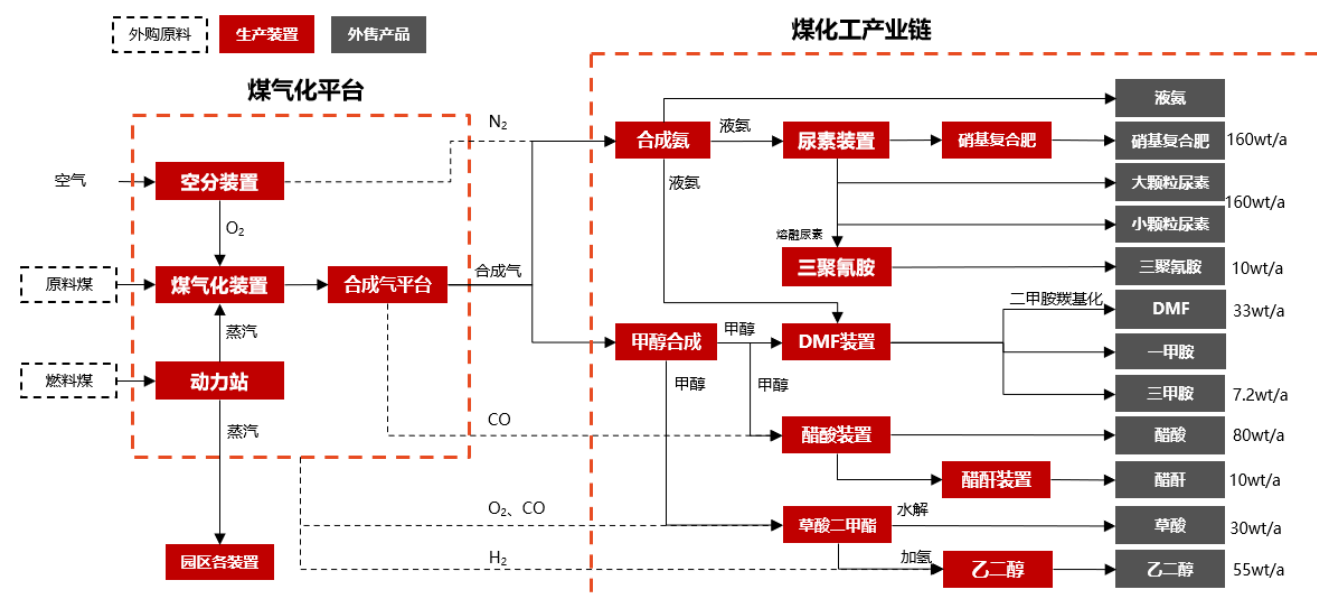 外购原料
生产装置
外售产品
煤化工产业链
煤气化平台
N₂
液氨
合成氨
液氨
尿素装置
硝基复合肥
硝基复合肥
160wt/a
空气
空分装置
液氨
大颗粒尿素
160wt/a
O₂
小颗粒尿素
熔融尿素
原料煤
煤气化装置
合成气平台
合成气
三聚氰胺
三聚氰胺
10wt/a
二甲胺羰基化
DMF
33wt/a
蒸汽
甲醇合成
甲醇
DMF装置
一甲胺
燃料煤
动力站
甲醇
甲醇
三甲胺
7.2wt/a
蒸汽
CO
醋酸装置
醋酸
80wt/a
醋酐装置
醋酐
10wt/a
O₂、CO
草酸二甲酯
水解
草酸
30wt/a
园区各装置
H₂
加氢
乙二醇
乙二醇
55wt/a